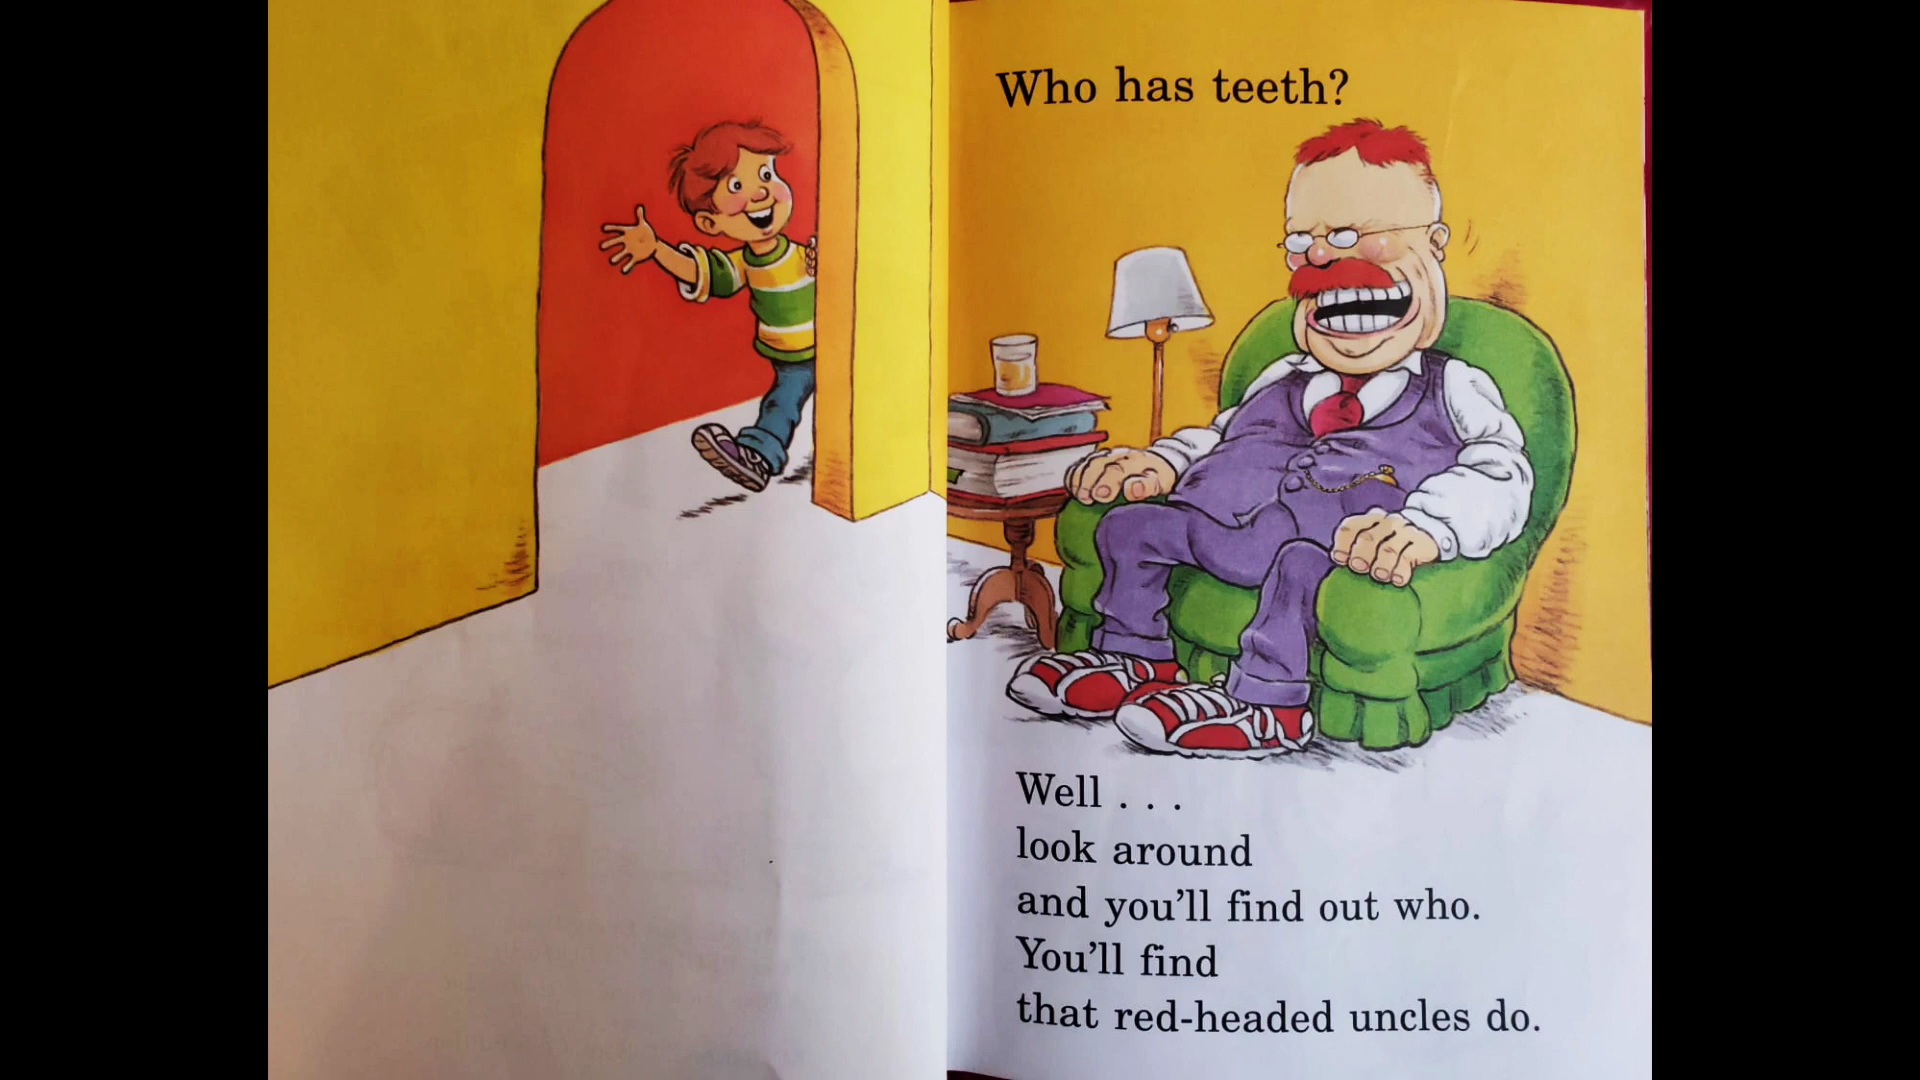 Who has teeth?
Well . . .
look around
and you'll find out who.
You'll find
that red-headed uncles do.